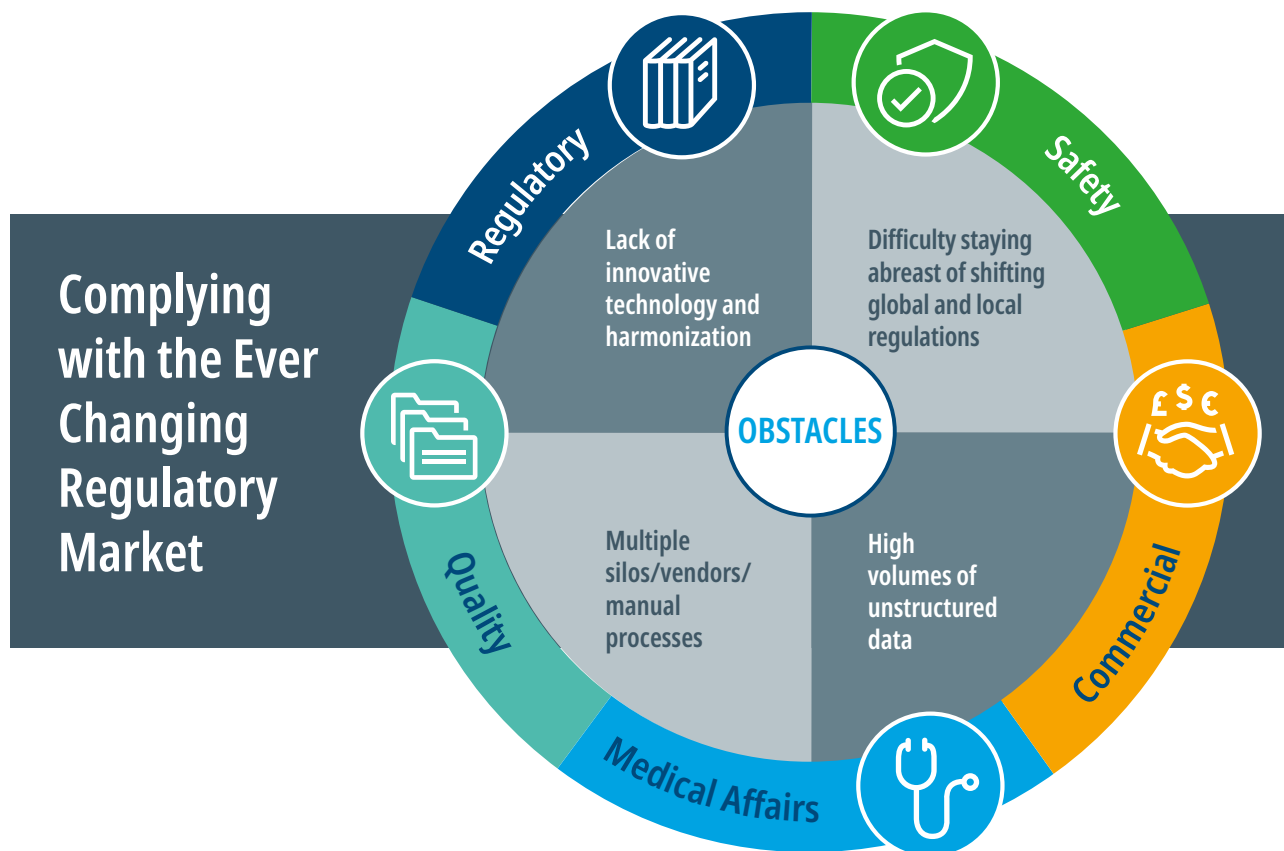 Complying
with the Ever
Changing
Regulatory
Market
Regulatory
Safety
Commercial
Medical Affairs
Quality
Lack of
innovative
technology and
harmonization
Difficulty staying
abreast of shifting
global and local
regulations
OBSTACLES
Multiple
silos/vendors/
manual
processes
High
volumes of
unstructured
data
£ $ €